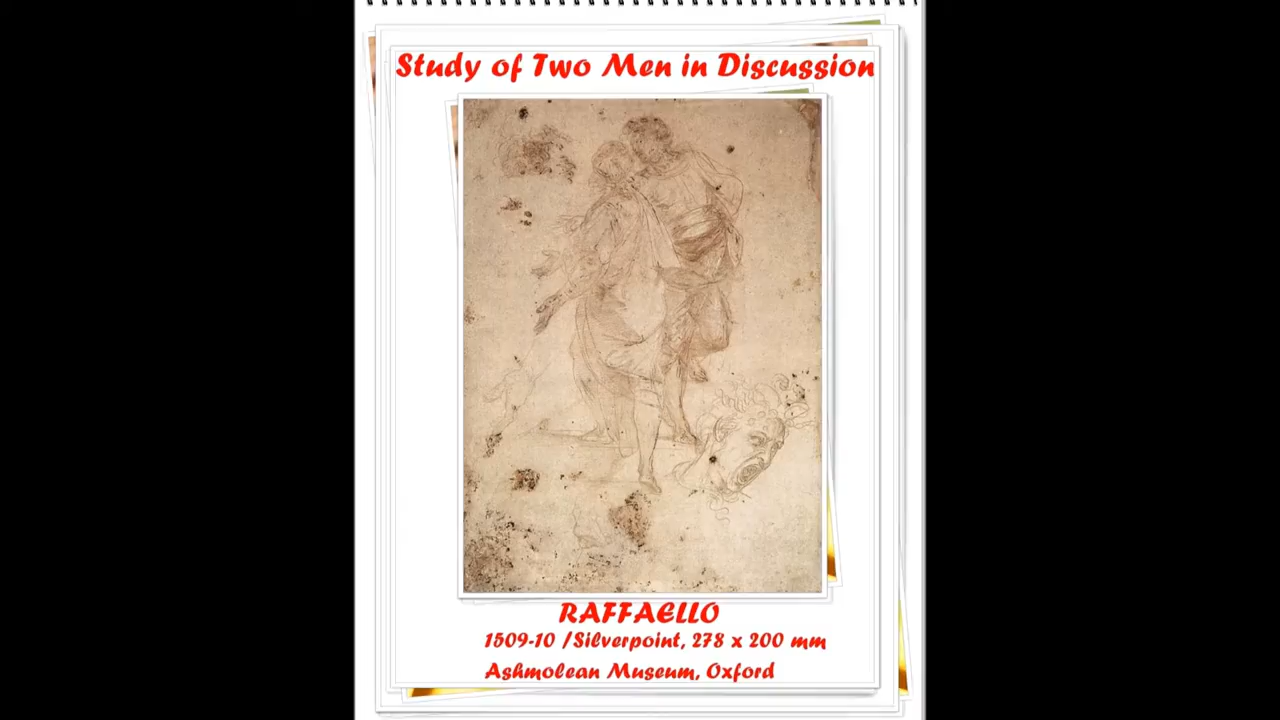 Study of Two Men in Discussion
RAFFAELLO
1509-10 /Silverpoint, 278 x 200 mm
Ashmolean Museum, Oxford